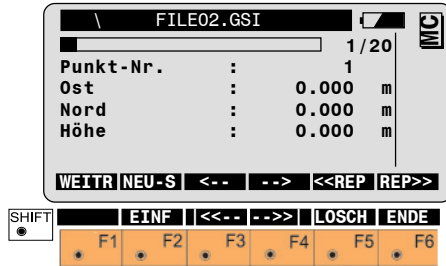 \ FILE02.GSI
MC
1/20
Punkt-Nr. : 1
Ost : 0.000 m
Nord : 0.000 m
Höhe : 0.000 m
WEITR NEU-S <-- --> <<REP REP>>
SHIFT EINF |<<-- -->>| LOSCH ENDE
F1 F2 F3 F4 F5 F6